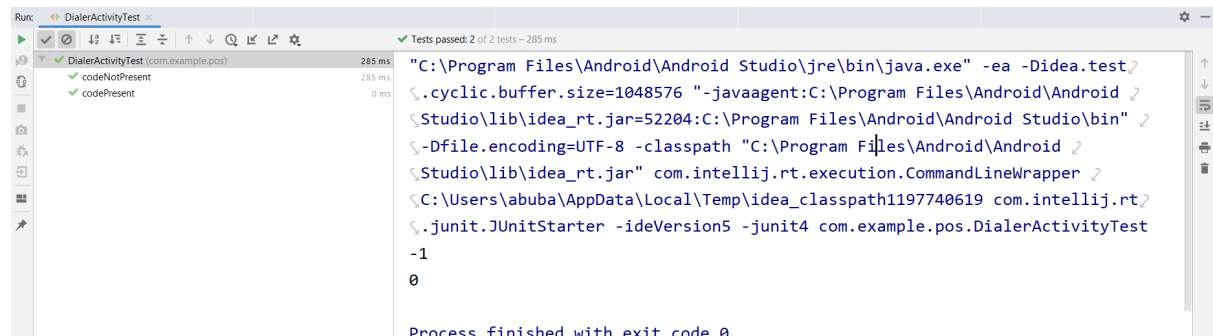 Run: DialerActivityTest
Tests passed: 2 of 2 tests – 285 ms
DialerActivityTest (com.example.pos) 285 ms
codeNotPresent 285 ms
codePresent 0 ms
"C:\Program Files\Android\Android Studio\jre\bin\java.exe" -ea -Didea.test
.cyclic.buffer.size=1048576 "-javaagent:C:\Program Files\Android\Android
Studio\lib\idea_rt.jar=52204:C:\Program Files\Android\Android Studio\bin"
-Dfile.encoding=UTF-8 -classpath "C:\Program Files\Android\Android
Studio\lib\idea_rt.jar" com.intellij.rt.execution.CommandLineWrapper
C:\Users\abuba\AppData\Local\Temp\idea_classpath1197740619 com.intellij.rt
.junit.JUnitStarter -ideVersion5 -junit4 com.example.pos.DialerActivityTest
-1
0
Process finished with exit code 0